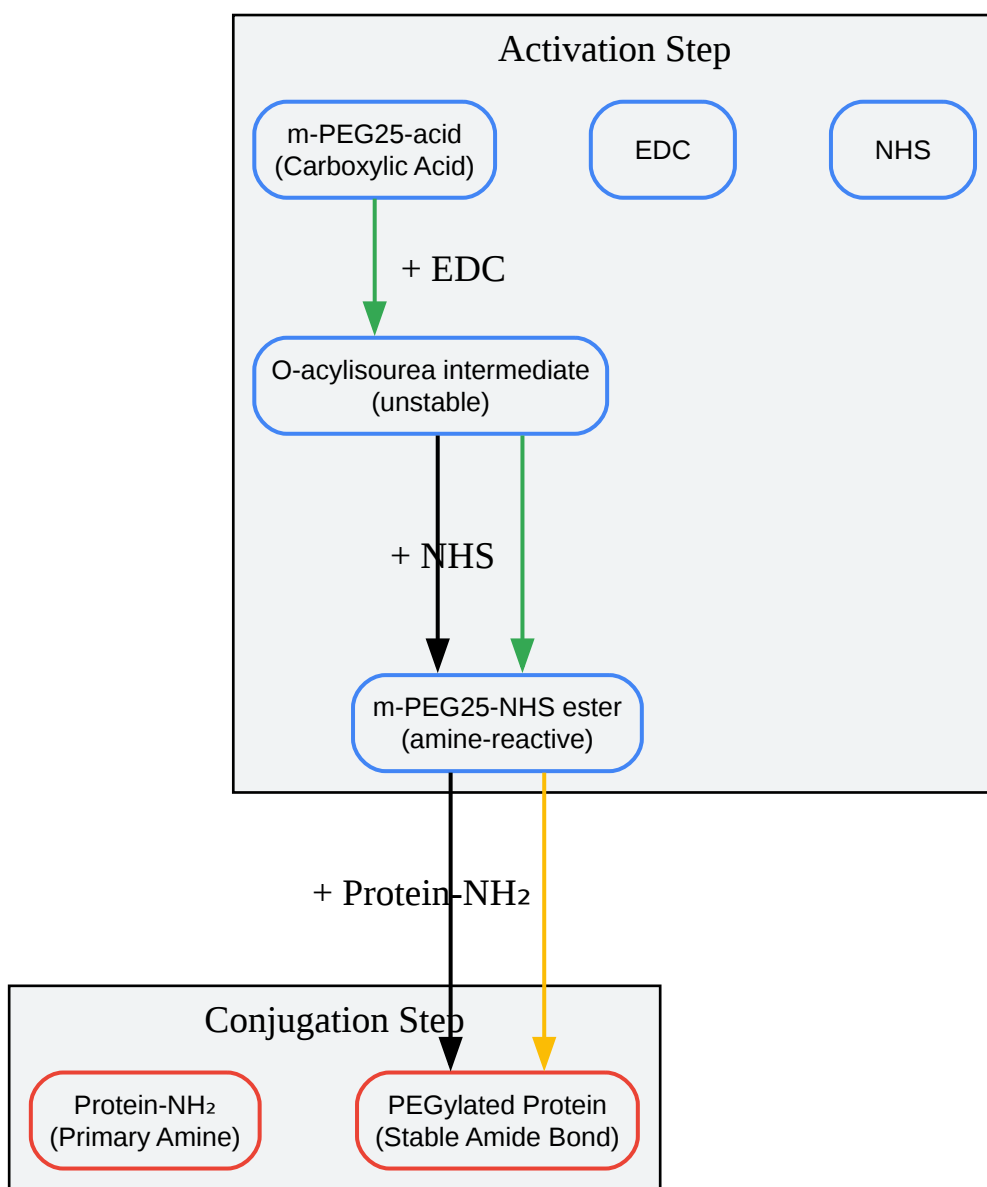 Activation Step
m-PEG25-acid
(Carboxylic Acid)
EDC
NHS
+ EDC
O-acylisourea intermediate
(unstable)
+ NHS
m-PEG25-NHS ester
(amine-reactive)
+ Protein-NH₂
Conjugation Step
Protein-NH₂
(Primary Amine)
PEGylated Protein
(Stable Amide Bond)